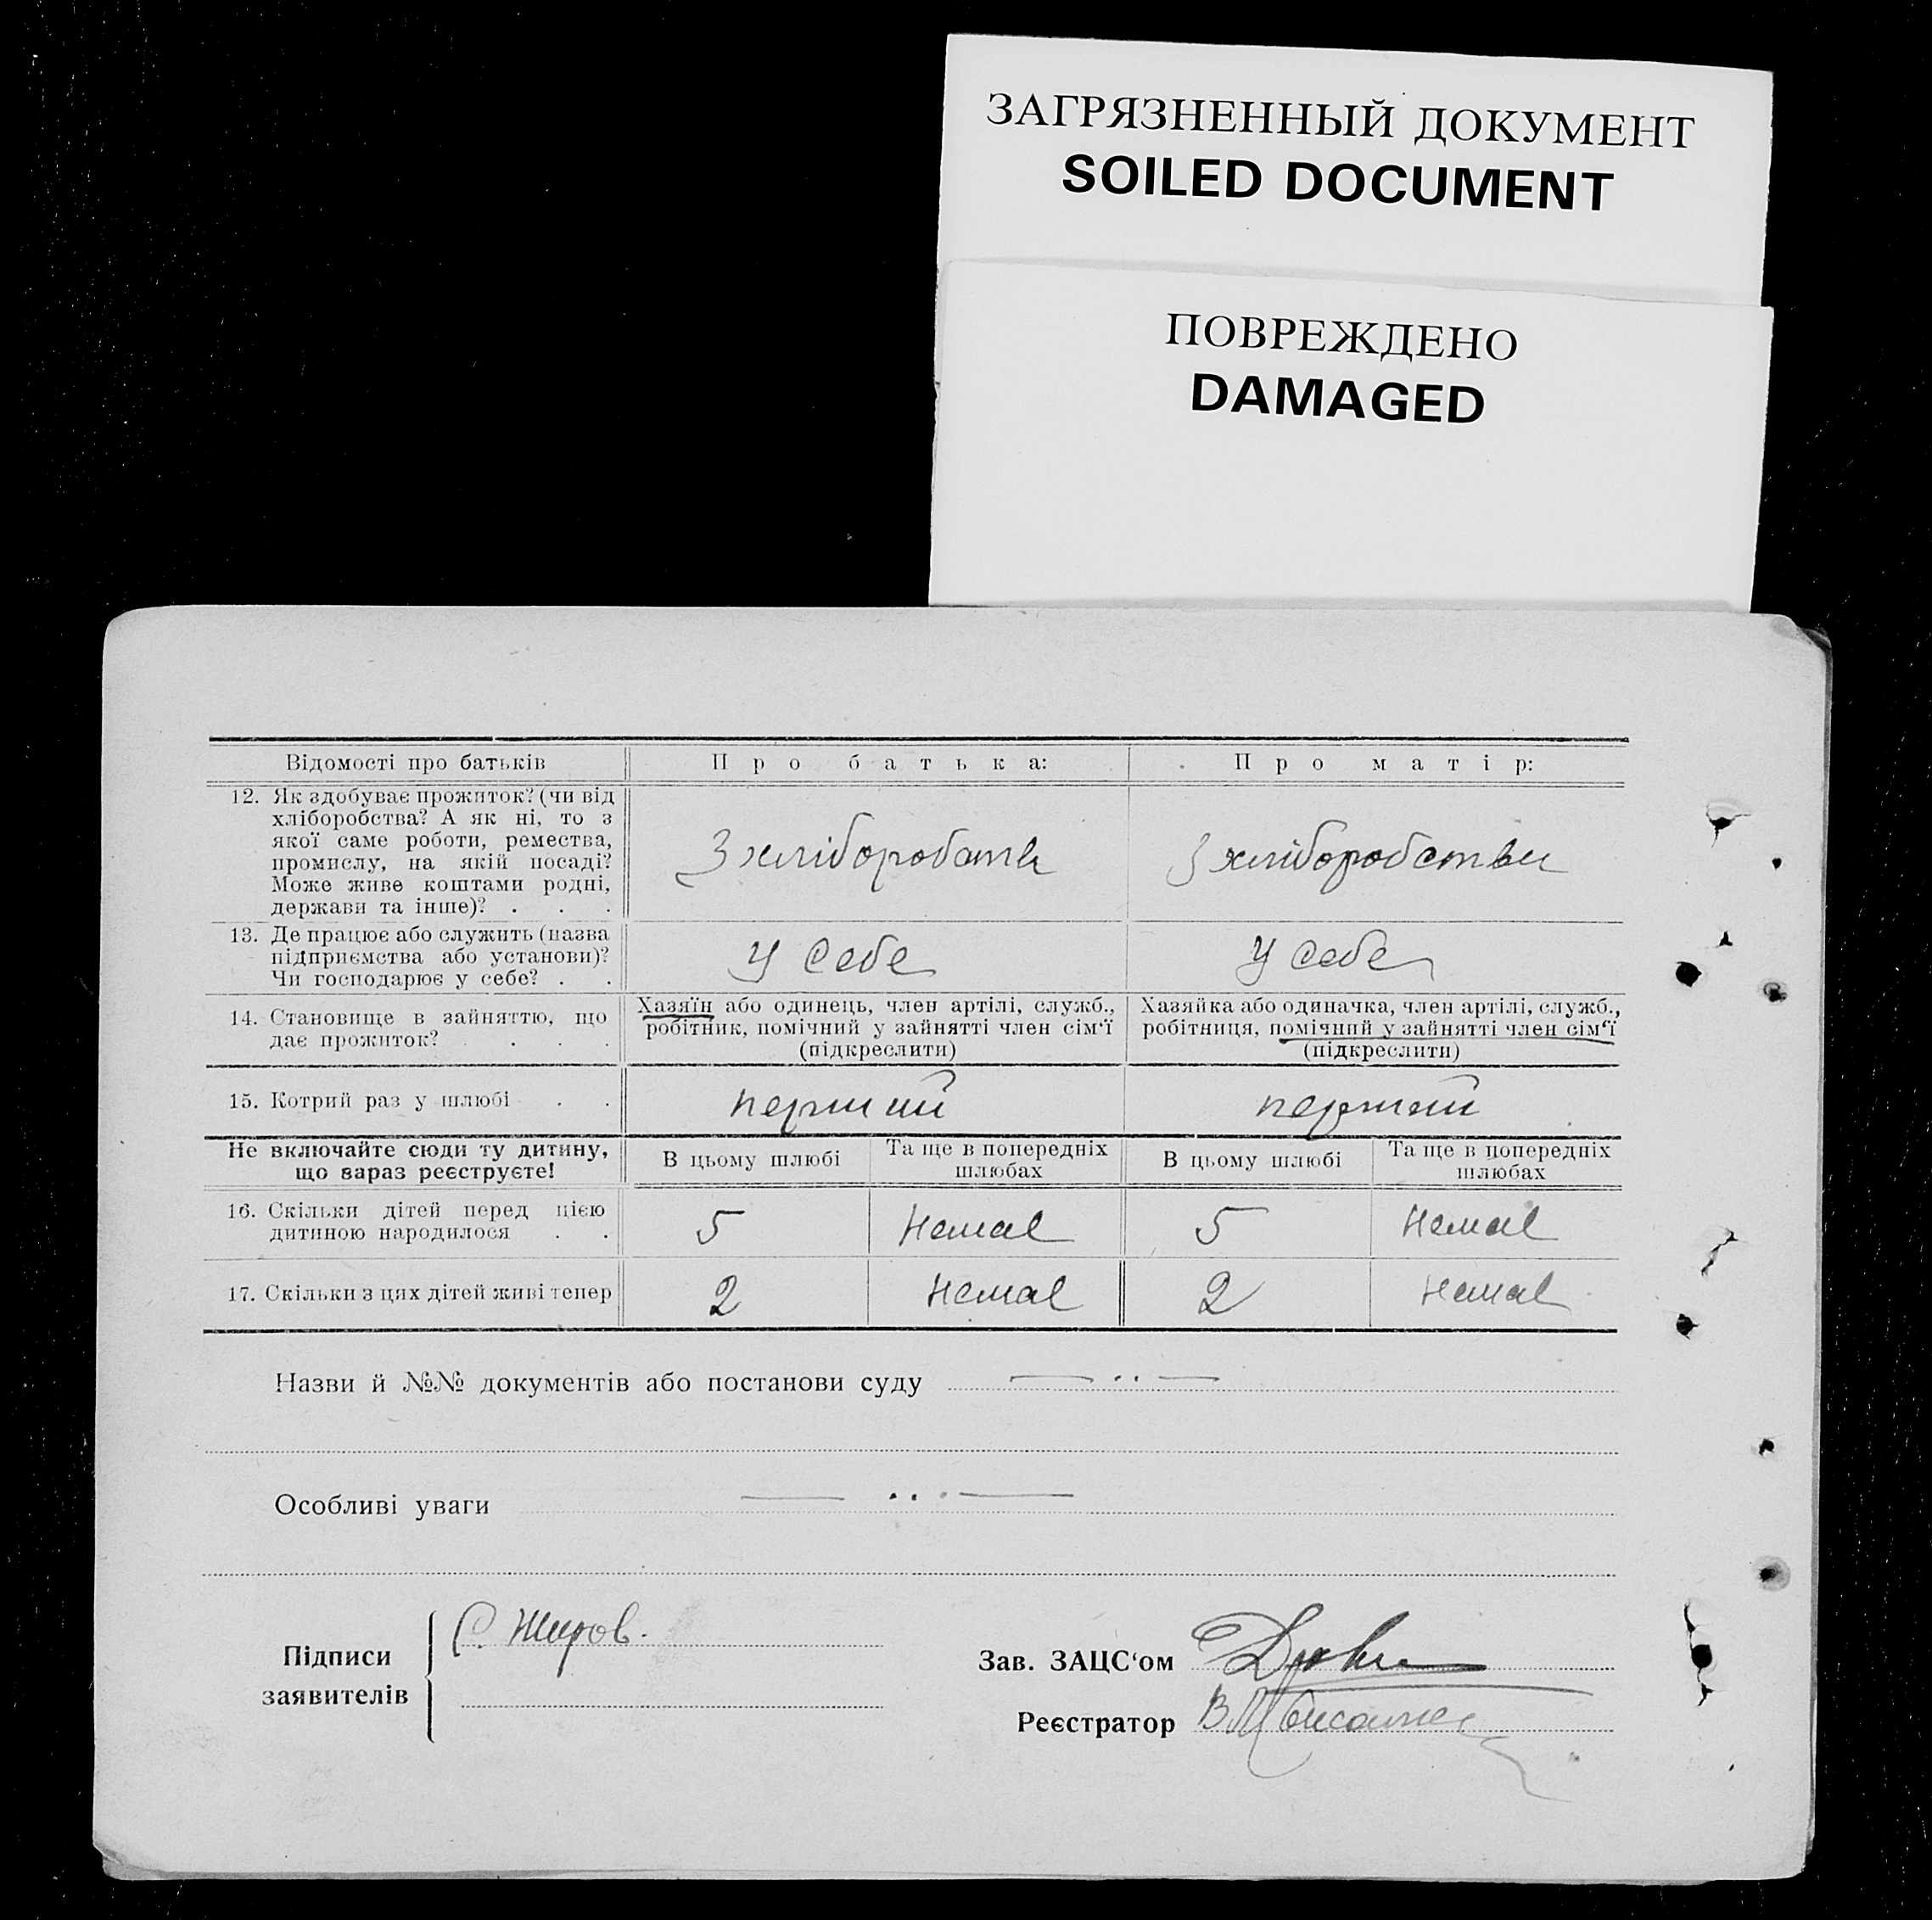 ЗАГРЯЗНЕННЫЙ ДОКУМЕНТ
SOILED DOCUMENT
ПОВРЕЖДЕНО
DAMAGED
Відомості про батьків
Про батька:
Про матір:
12. Як здобуває прожиток? (чи від
хліборобства? А як ні, то з
якої саме роботи, ремества,
промислу, на якій посаді?
Може живе коштами родні,
держави та інше)? . . .
З хліборобств
З хліборобства
13. Де працює або служить (назва
підприємства або установи)?
Чи господарює у себе? . .
У себе
У себе
14. Становище в зайняттю, що
дає прожиток? . . .
Хазяїн або одинець, член артілі, служб.,
робітник, помічний у зайнятті член сім'ї
(підкреслити)
Хазяйка або одиначка, член артілі, служб.,
робітниця, помічний у зайнятті член сім'ї
(підкреслити)
15. Котрий раз у шлюбі . .
перший
перший
Не включайте сюди ту дитину,
що вараз реєструєте!
В цьому шлюбі
Та ще в попередніх
шлюбах
В цьому шлюбі
Та ще в попередніх
шлюбах
16. Скільки дітей перед цією
дитиною народилося . .
5
Немає
5
Немає
17. Скільки з цих дітей живі тепер
2
Немає
2
Немає
Назви й №№ документів або постанови суду
Особливі уваги
Підписи
заявителів
С. Жиров.
Зав. ЗАЦС'ом
Реєстратор